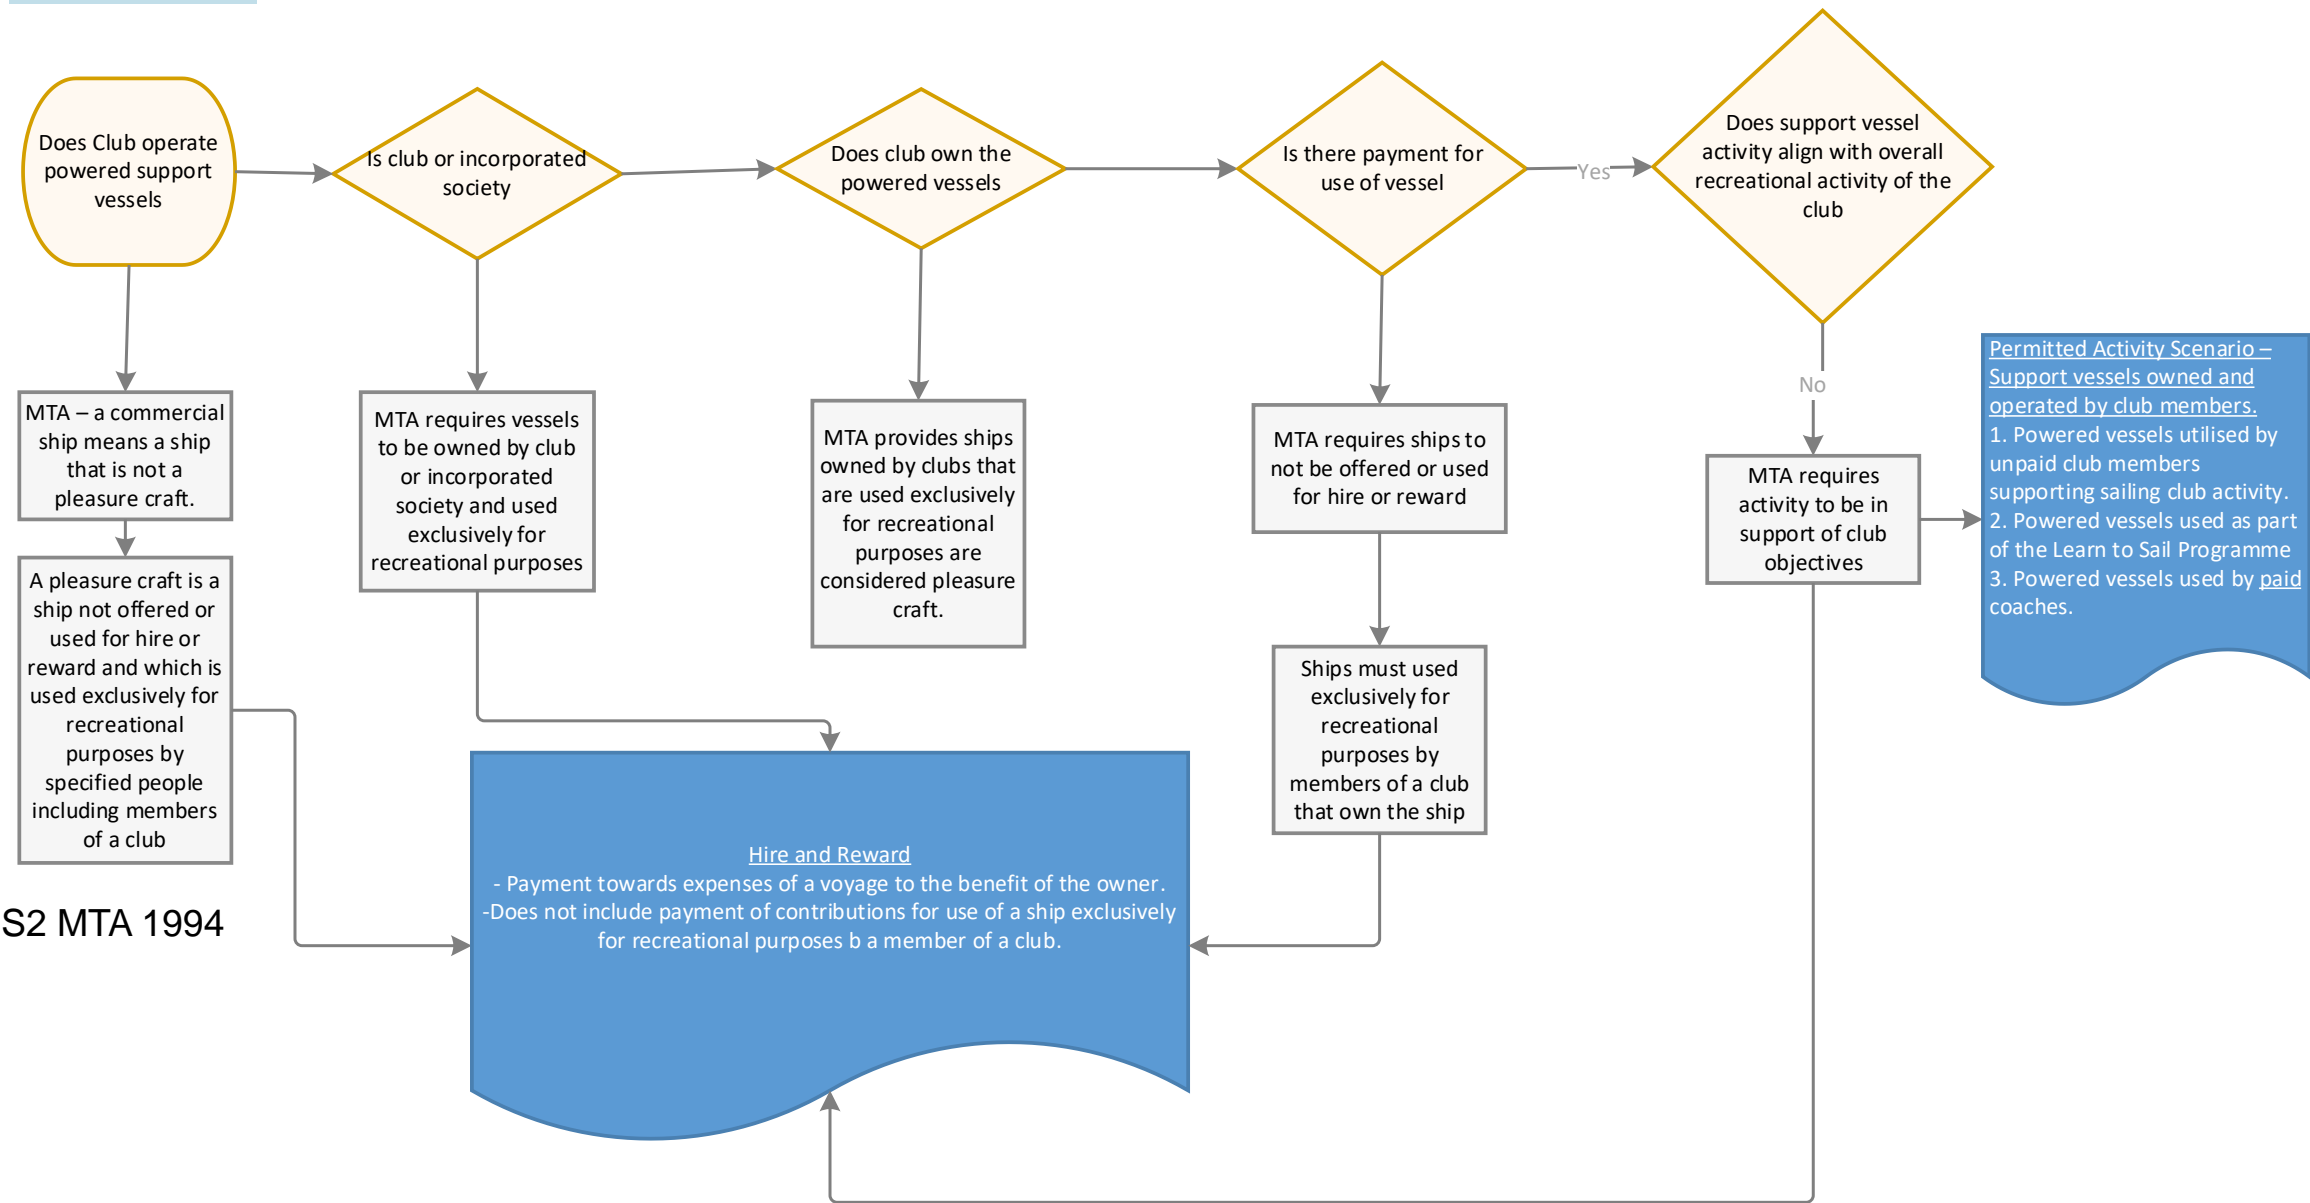 Does Club operate
powered support
vessels
Is club or incorporated
society
Does club own the
powered vessels
Is there payment for
use of vessel
Yes
Does support vessel
activity align with overall
recreational activity of the
club
No
MTA – a commercial
ship means a ship
that is not a
pleasure craft.
A pleasure craft is a
ship not offered or
used for hire or
reward and which is
used exclusively for
recreational
purposes by
specified people
including members
of a club
MTA requires vessels
to be owned by club
or incorporated
society and used
exclusively for
recreational purposes
MTA provides ships
owned by clubs that
are used exclusively
for recreational
purposes are
considered pleasure
craft.
MTA requires ships to
not be offered or used
for hire or reward
Ships must used
exclusively for
recreational
purposes by
members of a club
that own the ship
MTA requires
activity to be in
support of club
objectives
Permitted Activity Scenario –
Support vessels owned and
operated by club members.
1. Powered vessels utilised by
unpaid club members
supporting sailing club activity.
2. Powered vessels used as part
of the Learn to Sail Programme
3. Powered vessels used by paid
coaches.
Hire and Reward
- Payment towards expenses of a voyage to the benefit of the owner.
-Does not include payment of contributions for use of a ship exclusively
for recreational purposes b a member of a club.
S2 MTA 1994